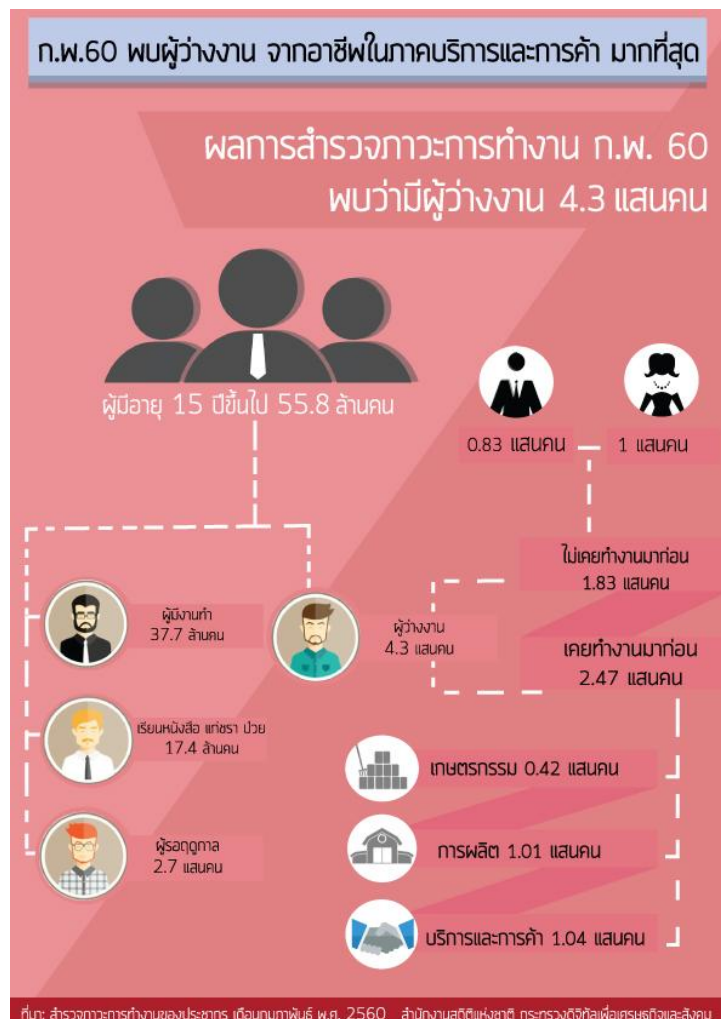 ก.พ.60 พบผู้ว่างงาน จากอาชีพในภาคบริการและการค้า มากที่สุด
ผลการสำรวจภาวะการทำงาน ก.พ. 60
พบว่ามีผู้ว่างงาน 4.3 แสนคน
ผู้มีอายุ 15 ปีขึ้นไป 55.8 ล้านคน
0.83 แสนคน
1 แสนคน
ไม่เคยทำงานมาก่อน
1.83 แสนคน
ผู้มีงานทำ
37.7 ล้านคน
ผู้ว่างงาน
4.3 แสนคน
เคยทำงานมาก่อน
2.47 แสนคน
เรียนหนังสือ แก่ชรา ป่วย
17.4 ล้านคน
เกษตรกรรม 0.42 แสนคน
ผู้รอฤดูกาล
2.7 แสนคน
การผลิต 1.01 แสนคน
บริการและการค้า 1.04 แสนคน
ที่มา: สำรวจภาวะการทำงานของประชากร เดือนกุมภาพันธ์ พ.ศ. 2560 สำนักงานสถิติแห่งชาติ กระทรวงดิจิทัลเพื่อเศรษฐกิจและสังคม